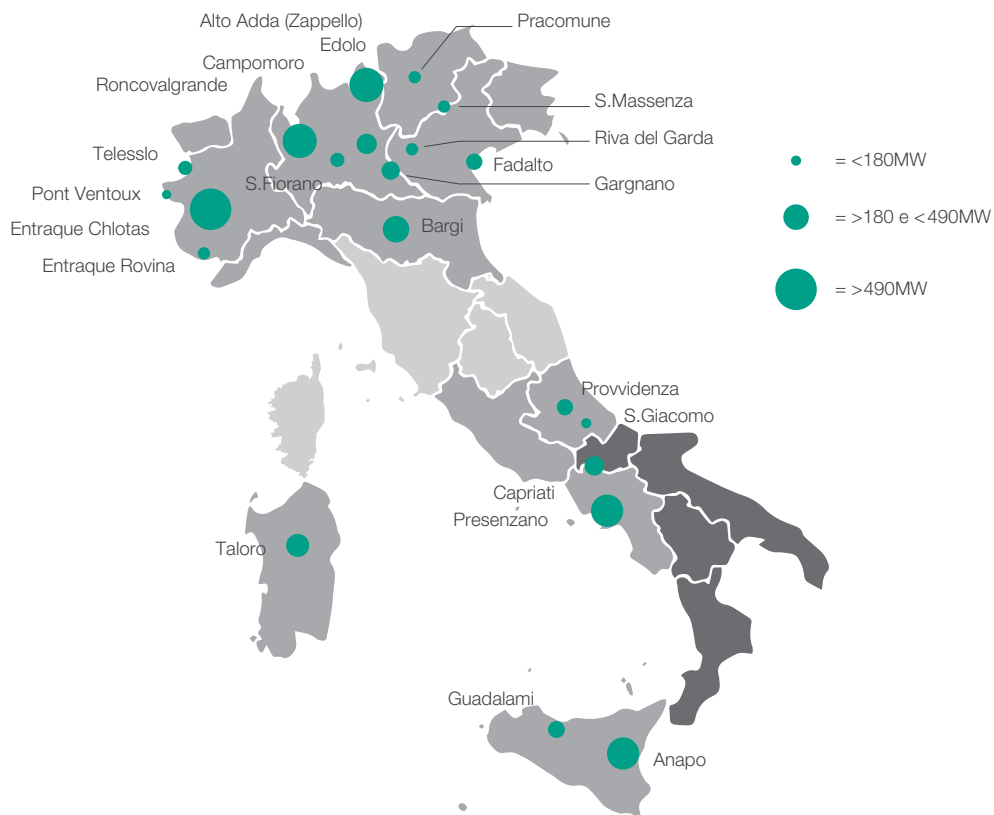 Alto Adda (Zappello)
Pracomune
Edolo
Campomoro
Roncovalgrande
S.Massenza
Riva del Garda
Telesslo
Fadalto
= <180MW
S.Fiorano
Gargnano
Pont Ventoux
= >180 e <490MW
Entraque Chlotas
Bargi
Entraque Rovina
= >490MW
Provvidenza
S.Giacomo
Capriati
Presenzano
Taloro
Guadalami
Anapo